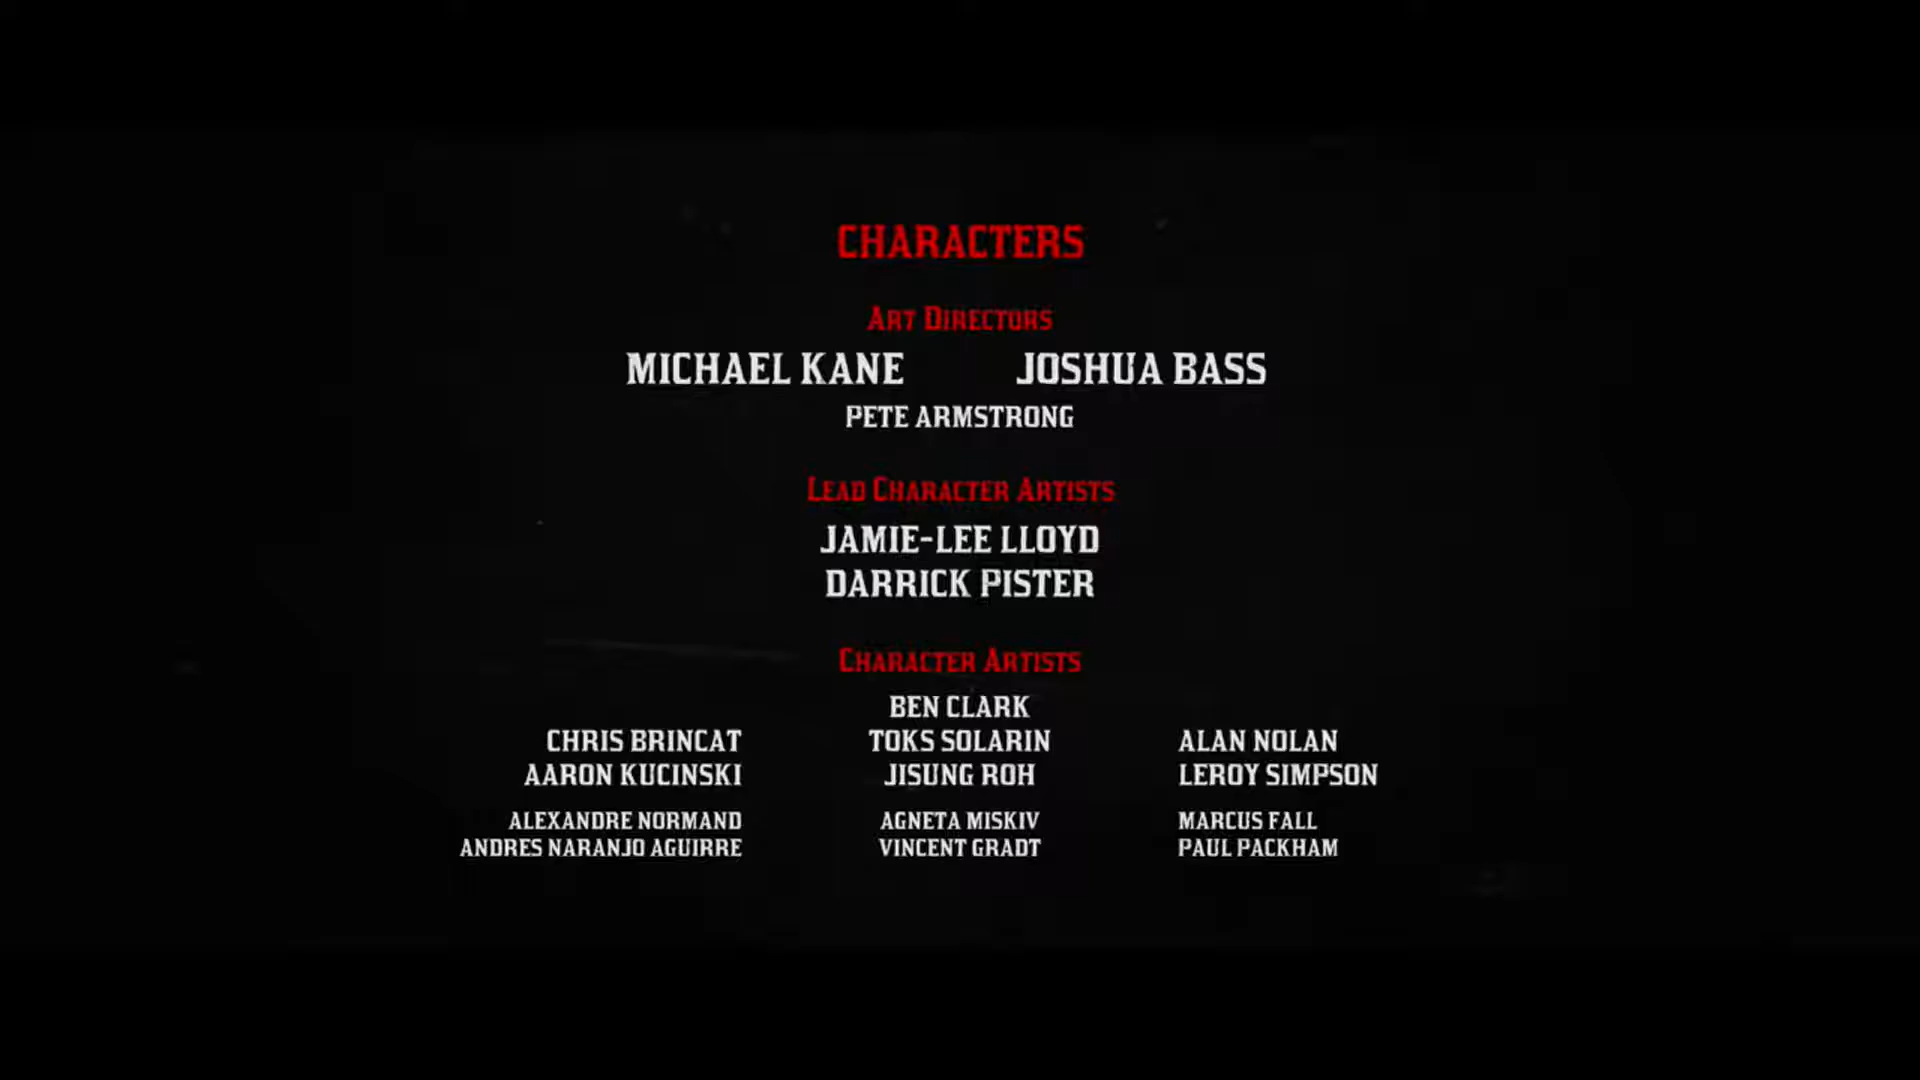 CHARACTERS
ART DIRECTORS
MICHAEL KANE JOSHUA BASS
PETE ARMSTRONG
LEAD CHARACTER ARTISTS
JAMIE-LEE LLOYD
DARRICK PISTER
CHARACTER ARTISTS
BEN CLARK
CHRIS BRINCAT TOKS SOLARIN ALAN NOLAN
AARON KUCINSKI JISUNG ROH LEROY SIMPSON
ALEXANDRE NORMAND AGNETA MISKIV MARCUS FALL
ANDRES NARANJO AGUIRRE VINCENT GRADT PAUL PACKHAM